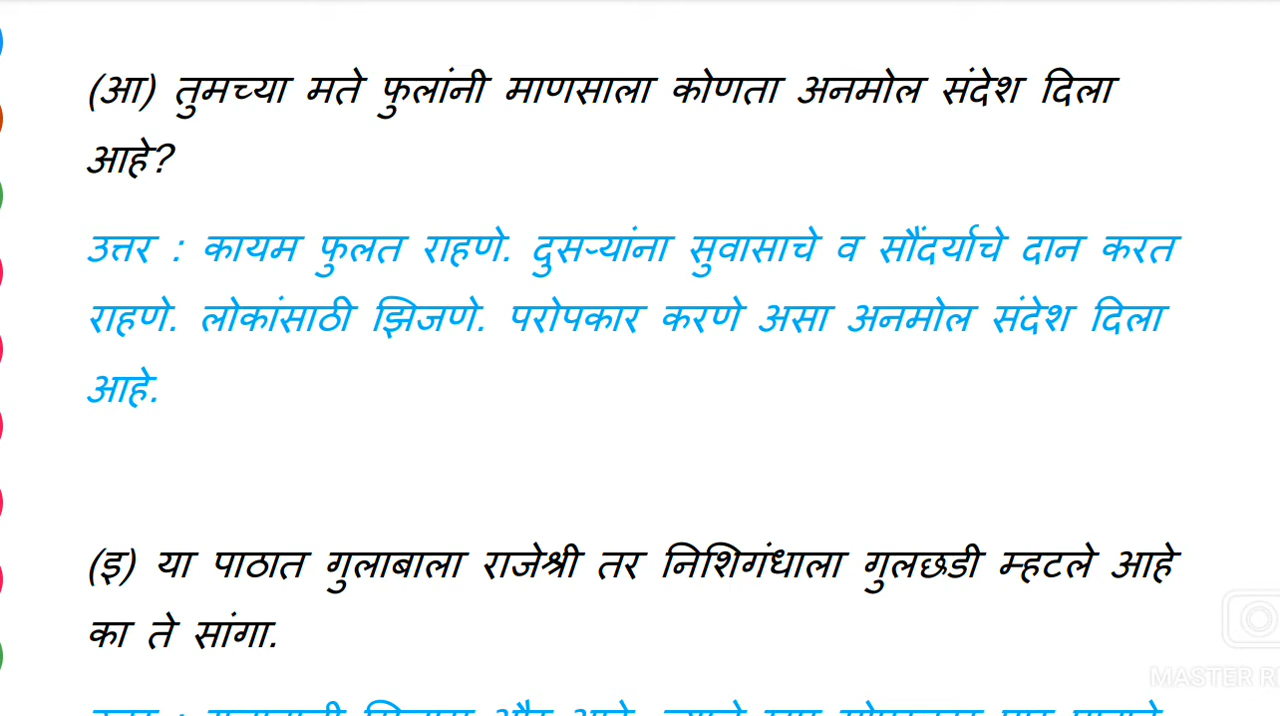 (आ) तुमच्या मते फुलांनी माणसाला कोणता अनमोल संदेश दिला
आहे?
उत्तर : कायम फुलत राहणे. दुसऱ्यांना सुवासाचे व सौंदर्याचे दान करत
राहणे. लोकांसाठी झिजणे. परोपकार करणे असा अनमोल संदेश दिला
आहे.
(इ) या पाठात गुलाबाला राजेश्री तर निशिगंधाला गुलछडी म्हटले आहे
का ते सांगा.
MASTER